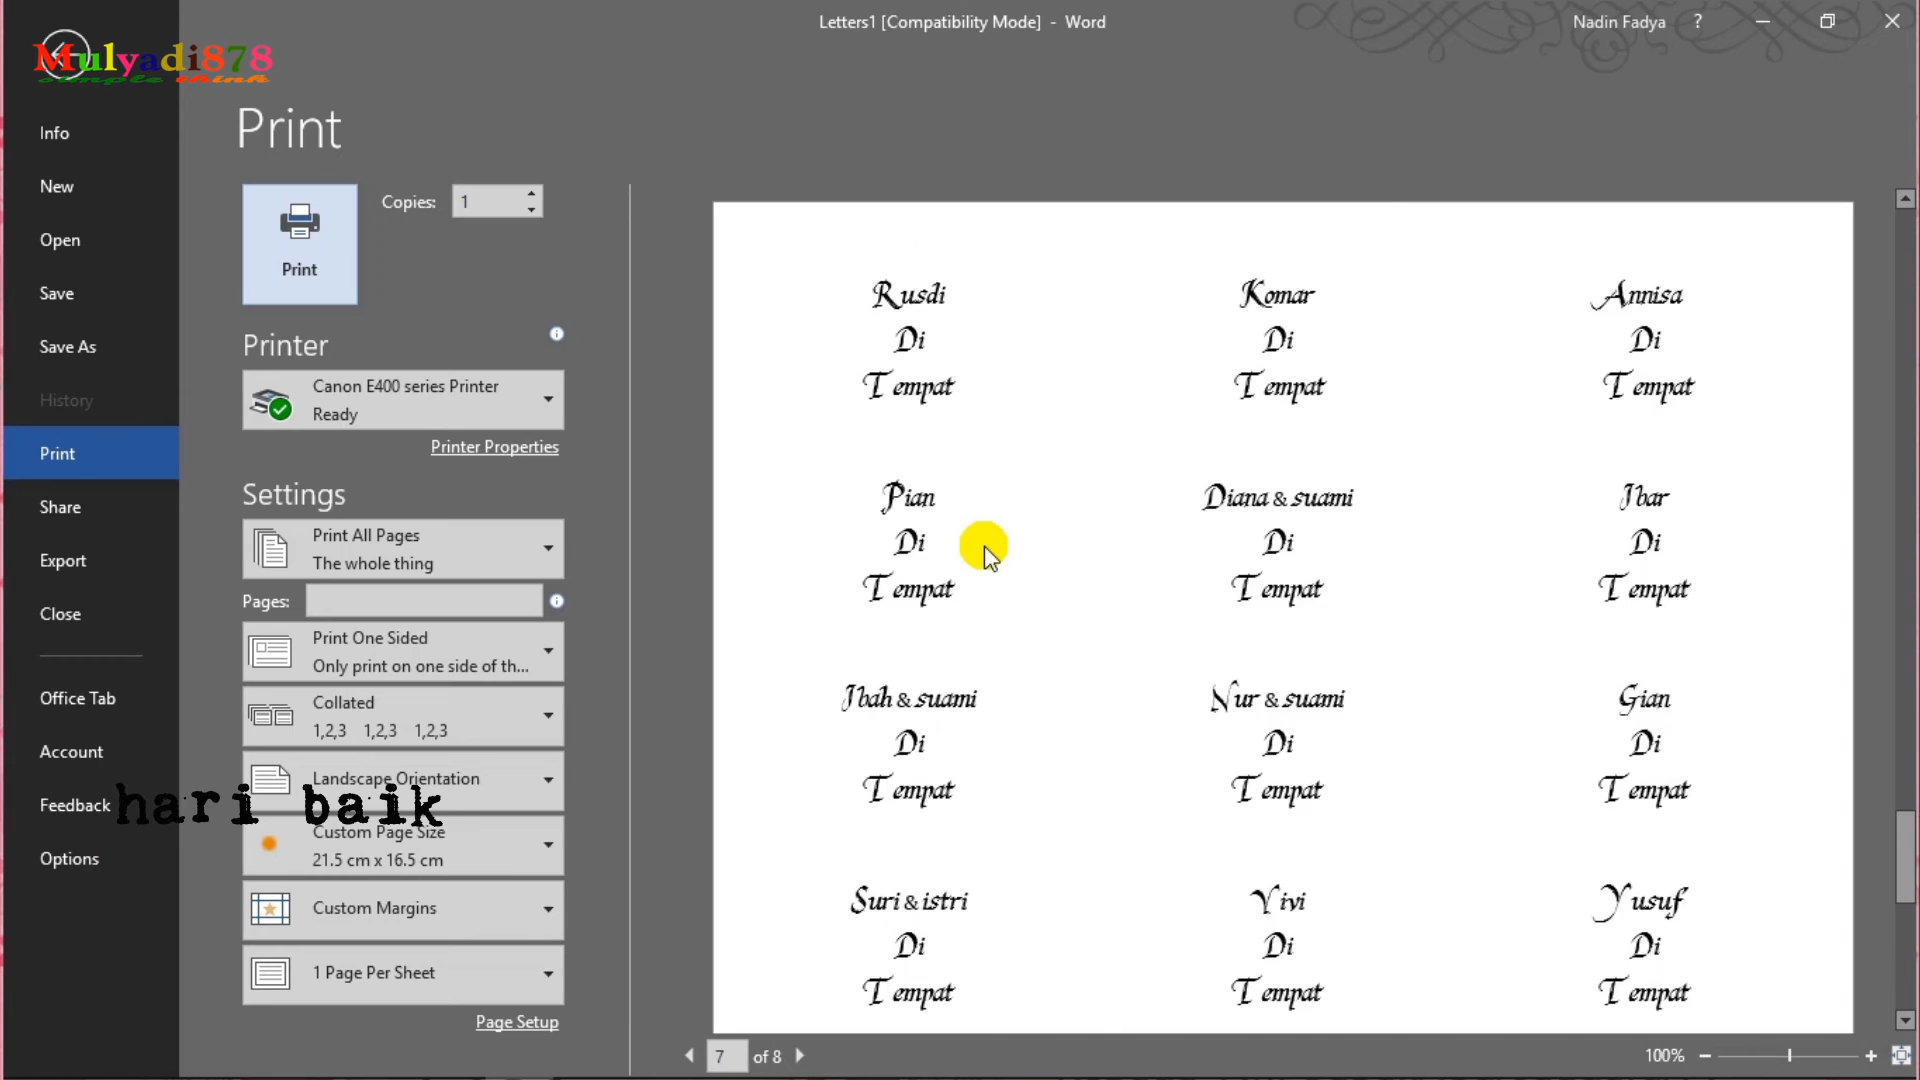 Letters1 [Compatibility Mode] - Word
Nadin Fadya
?
Mulyadi878
simple think
Info
New
Open
Save
Save As
History
Print
Share
Export
Close
Office Tab
Account
Feedback
Options
hari baik
Print
Print
Copies: 1
Printer
Canon E400 series Printer
Ready
Printer Properties
Settings
Print All Pages
The whole thing
Pages:
Print One Sided
Only print on one side of th...
Collated
1,2,3 1,2,3 1,2,3
Landscape Orientation
Custom Page Size
21.5 cm x 16.5 cm
Custom Margins
1 Page Per Sheet
Page Setup
Rusdi Komar Annisa
Di Di Di
Tempat Tempat Tempat
Pian Diana & suami Ibar
Di Di Di
Tempat Tempat Tempat
Ibah & suami Nur & suami Gian
Di Di Di
Tempat Tempat Tempat
Suri & istri Vivi Yusuf
Di Di Di
Tempat Tempat Tempat
7 of 8
100%